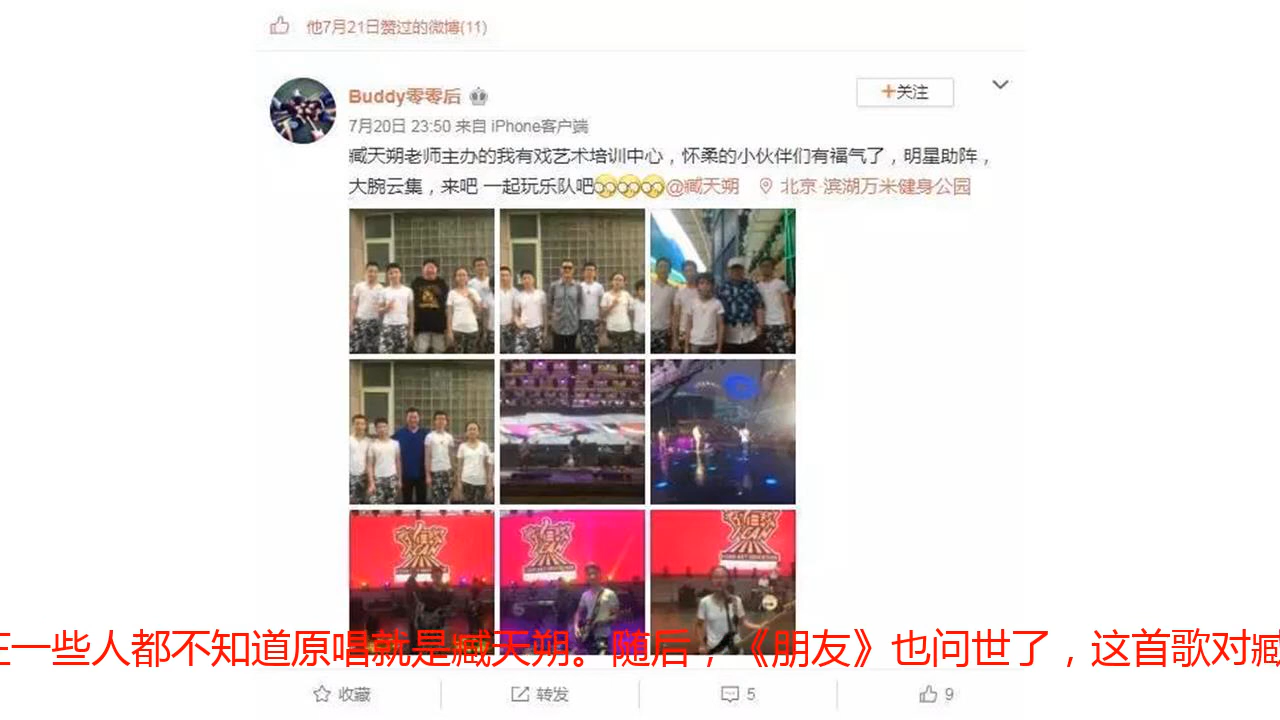 他7月21日赞过的微博(11)
Buddy零零后
+关注
7月20日 23:50 来自 iPhone客户端
臧天朔老师主办的我有戏艺术培训中心，怀柔的小伙伴们有福气了，明星助阵，
大腕云集，来吧 一起玩乐队吧@臧天朔 北京·滨湖万米健身公园
一些人都不知道原唱就是臧天朔。随后，《朋友》也问世了，这首歌对臧
收藏
转发
5
9